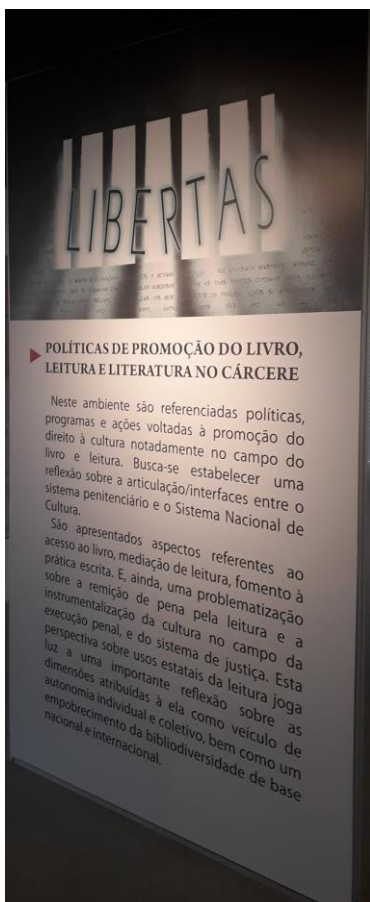 LIBERTAS
POLÍTICAS DE PROMOÇÃO DO LIVRO,
LEITURA E LITERATURA NO CÁRCERE
Neste ambiente são referenciadas políticas,
programas e ações voltadas à promoção do
direito à cultura notadamente no campo do
livro e leitura. Busca-se estabelecer uma
reflexão sobre a articulação/interfaces entre o
sistema penitenciário e o Sistema Nacional de
Cultura.
São apresentados aspectos referentes ao
acesso ao livro, mediação de leitura, fomento à
prática escrita. E, ainda, uma problematização
sobre a remição de pena pela leitura e a
instrumentalização da cultura no campo da
execução penal, e do sistema de justiça. Esta
perspectiva sobre usos estatais da leitura joga
luz a uma importante reflexão sobre as
dimensões atribuídas à ela como veículo de
autonomia individual e coletivo, bem como um
empobrecimento da bibliodiversidade de base
nacional e internacional.